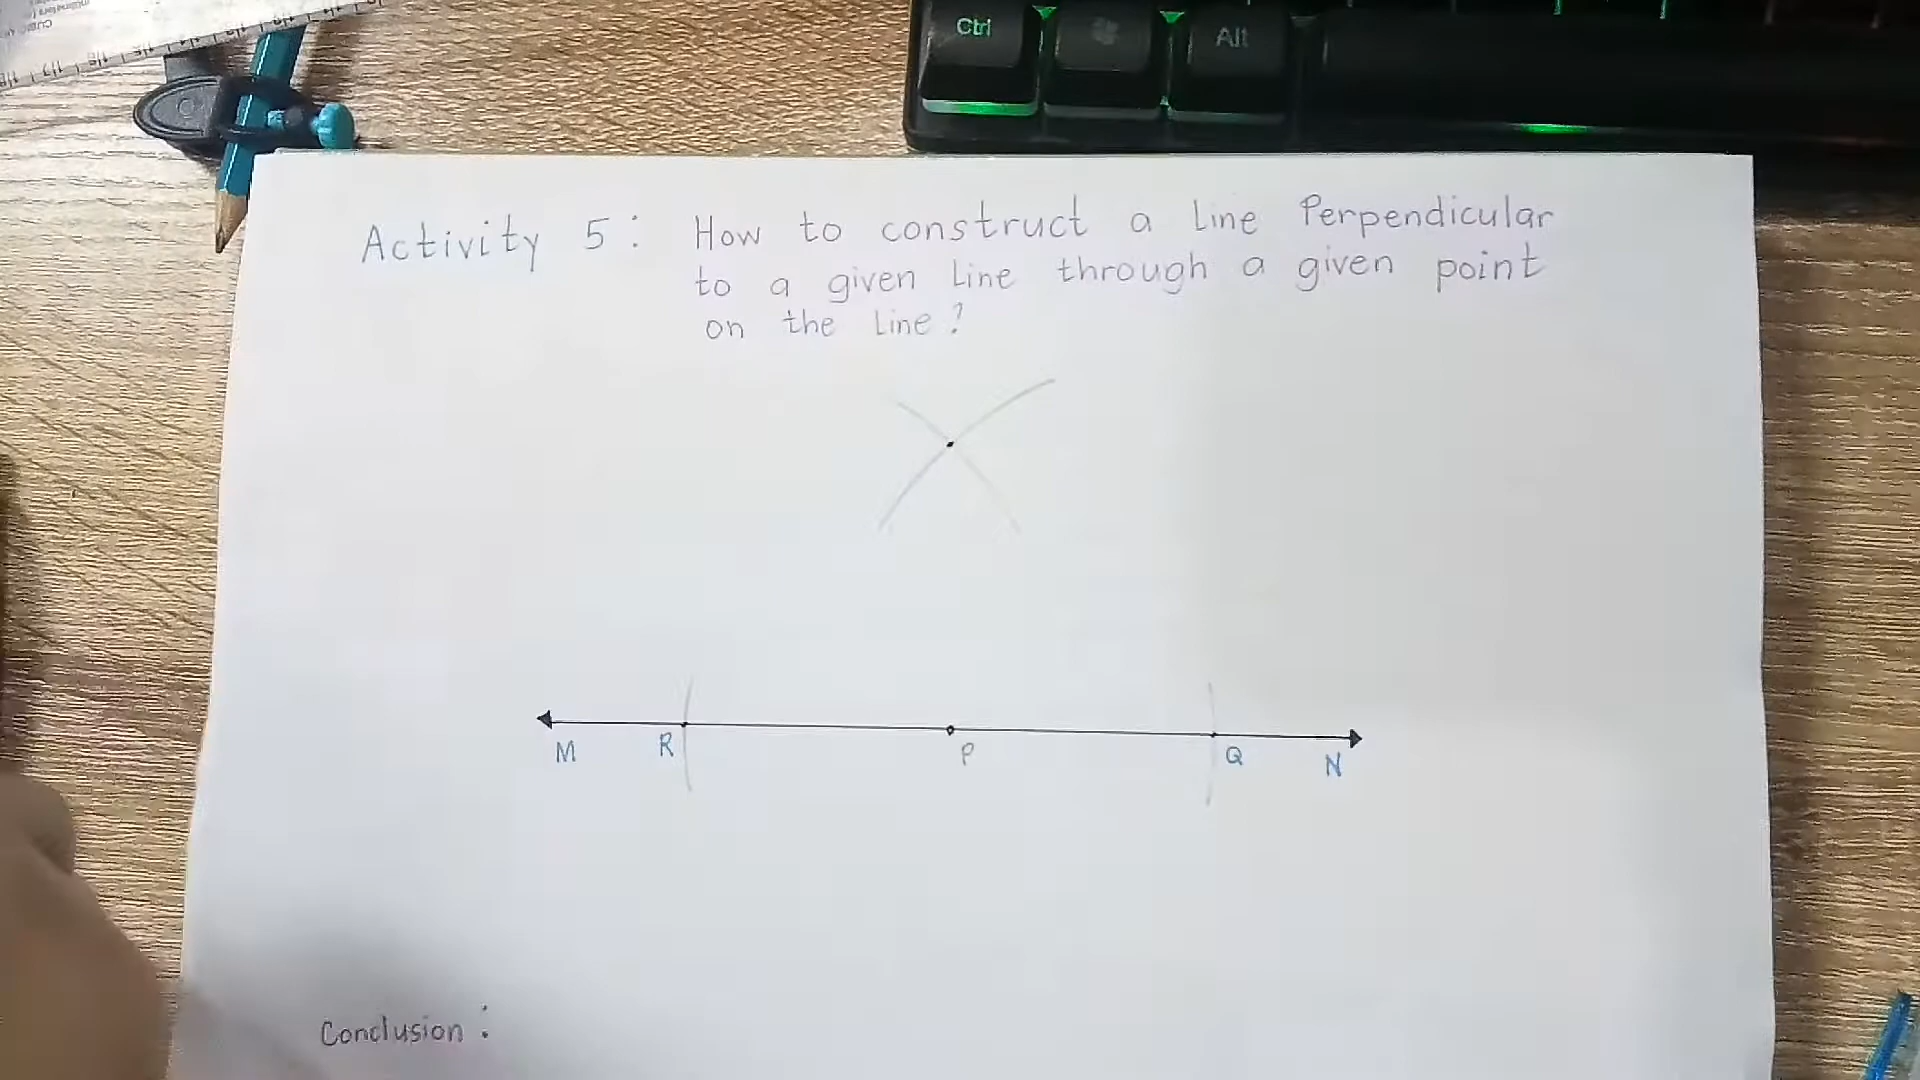 Ctrl
Alt
Activity 5: How to construct a line Perpendicular
to a given line through a given point
on the line?
M R P Q N
Conclusion: